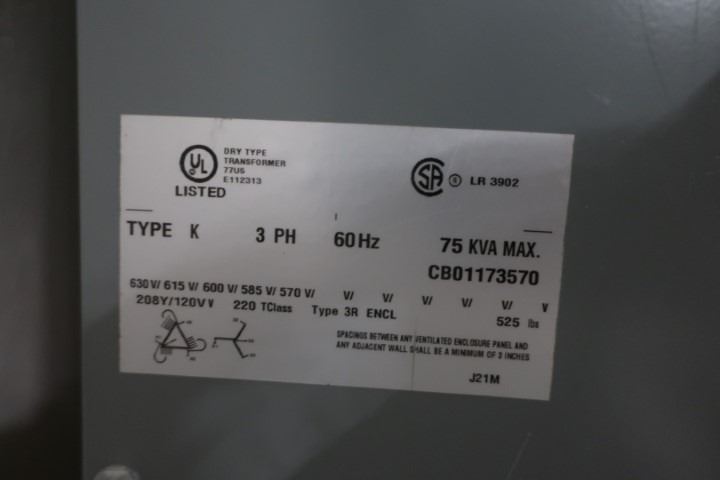 UL
DRY TYPE
TRANSFORMER
77U6
E112313
LISTED
SA ® LR 3902
TYPE K 3 PH 60Hz 75 KVA MAX.
CB01173570
630 V/ 615 V/ 600 V/ 585 V/ 570 V/ V/ V/ V/ V/ V/ V
208Y/120V V 220 TClass Type 3R ENCL 525 lbs
SPACINGS BETWEEN ANY VENTILATED ENCLOSURE PANEL AND
ANY ADJACENT WALL SHALL BE A MINIMUM OF 3 INCHES
J21M